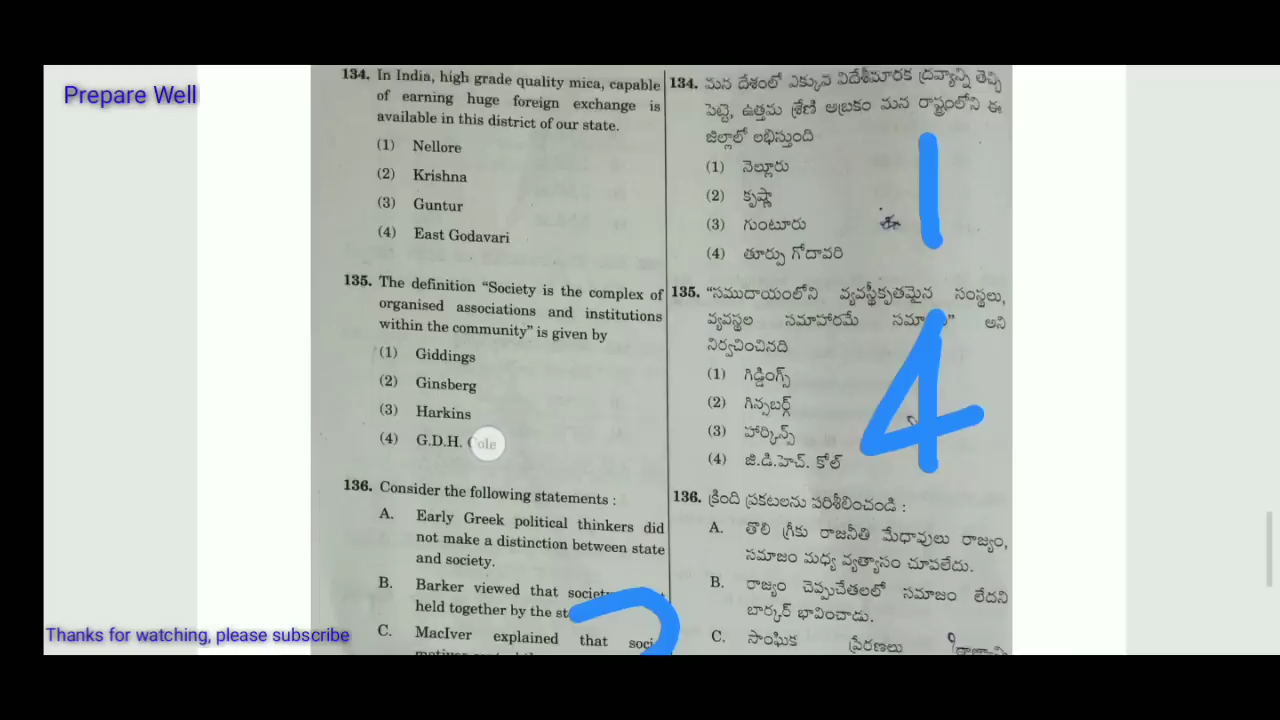 Prepare Well
134. In India, high grade quality mica, capable
of earning huge foreign exchange is
available in this district of our state.
(1) Nellore
(2) Krishna
(3) Guntur
(4) East Godavari
135. The definition “Society is the complex of
organised associations and institutions
within the community” is given by
(1) Giddings
(2) Ginsberg
(3) Harkins
(4) G.D.H. Cole
136. Consider the following statements :
A. Early Greek political thinkers did
not make a distinction between state
and society.
B. Barker viewed that society
held together by the
C. MacIver explained that
134. మన దేశంలో ఎక్కువ విదేశీమారక ద్రవ్యాన్ని తెచ్చి
పెట్టె, ఉత్తమ శ్రేణి అబ్రకం మన రాష్ట్రంలోని ఈ
జిల్లాలో లభిస్తుంది
(1) నెల్లూరు
(2) కృష్ణా
(3) గుంటూరు
(4) తూర్పు గోదావరి
1
135. “సముదాయంలోని వ్యవస్థీకృతమైన సంస్థలు,
వ్యవస్థల సమాహారమే అని
నిర్వచించినది
(1) గిడ్డింగ్స్
(2) గిన్సబర్గ్
(3) హార్కిన్స్
(4) జి.డి.హెచ్. కోల్
4
136. క్రింది ప్రకటలను పరిశీలించండి :
A. తొలి గ్రీకు రాజనీతి మేధావులు రాజ్యం,
సమాజం మధ్య వ్యత్యాసం చూపలేదు.
B. రాజ్యం చెప్పుచేతలలో సమాజం లేదని
బార్కర్ భావించాడు.
C. సాంఘిక ప్రేరణలు
Thanks for watching, please subscribe